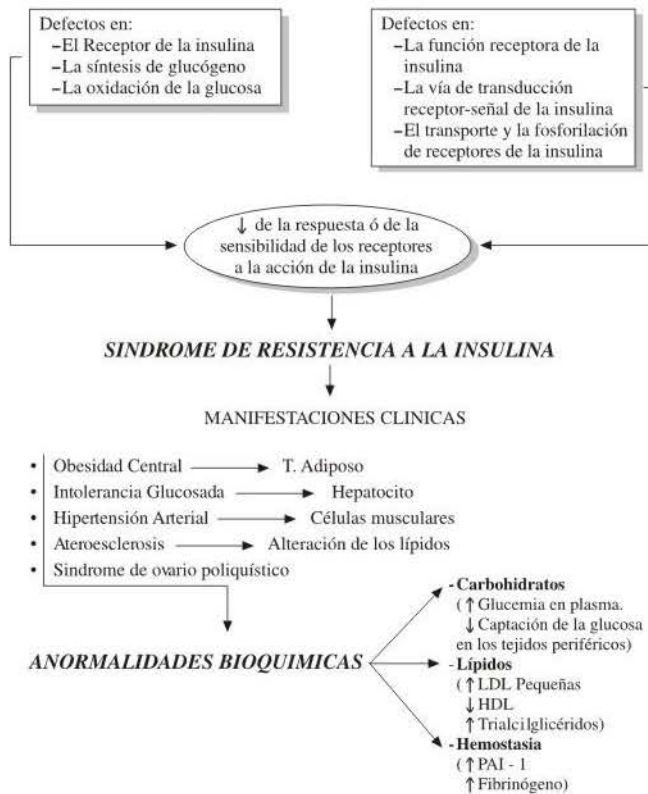 Defectos en:
–El Receptor de la insulina
–La síntesis de glucógeno
–La oxidación de la glucosa
Defectos en:
–La función receptora de la
insulina
–La vía de transducción
receptor-señal de la insulina
–El transporte y la fosforilación
de receptores de la insulina
↓ de la respuesta ó de la
sensibilidad de los receptores
a la acción de la insulina
SINDROME DE RESISTENCIA A LA INSULINA
MANIFESTACIONES CLINICAS
• Obesidad Central → T. Adiposo
• Intolerancia Glucosada → Hepatocito
• Hipertensión Arterial → Células musculares
• Ateroesclerosis → Alteración de los lípidos
• Sindrome de ovario poliquístico
ANORMALIDADES BIOQUIMICAS
- Carbohidratos
(↑Glucemia en plasma.
↓Captación de la glucosa
en los tejidos periféricos)
- Lípidos
(↑LDL Pequeñas
↓HDL
↑Trialcilglicéridos)
- Hemostasia
(↑PAI - 1
↑Fibrinógeno)